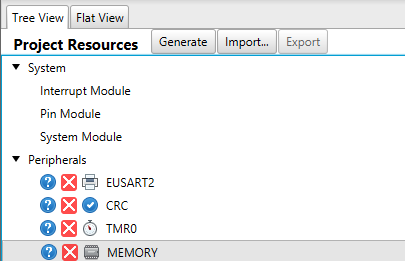 Tree View Flat View
Project Resources Generate Import... Export
System
Interrupt Module
Pin Module
System Module
Peripherals
? EUSART2
? CRC
? TMR0
? MEMORY